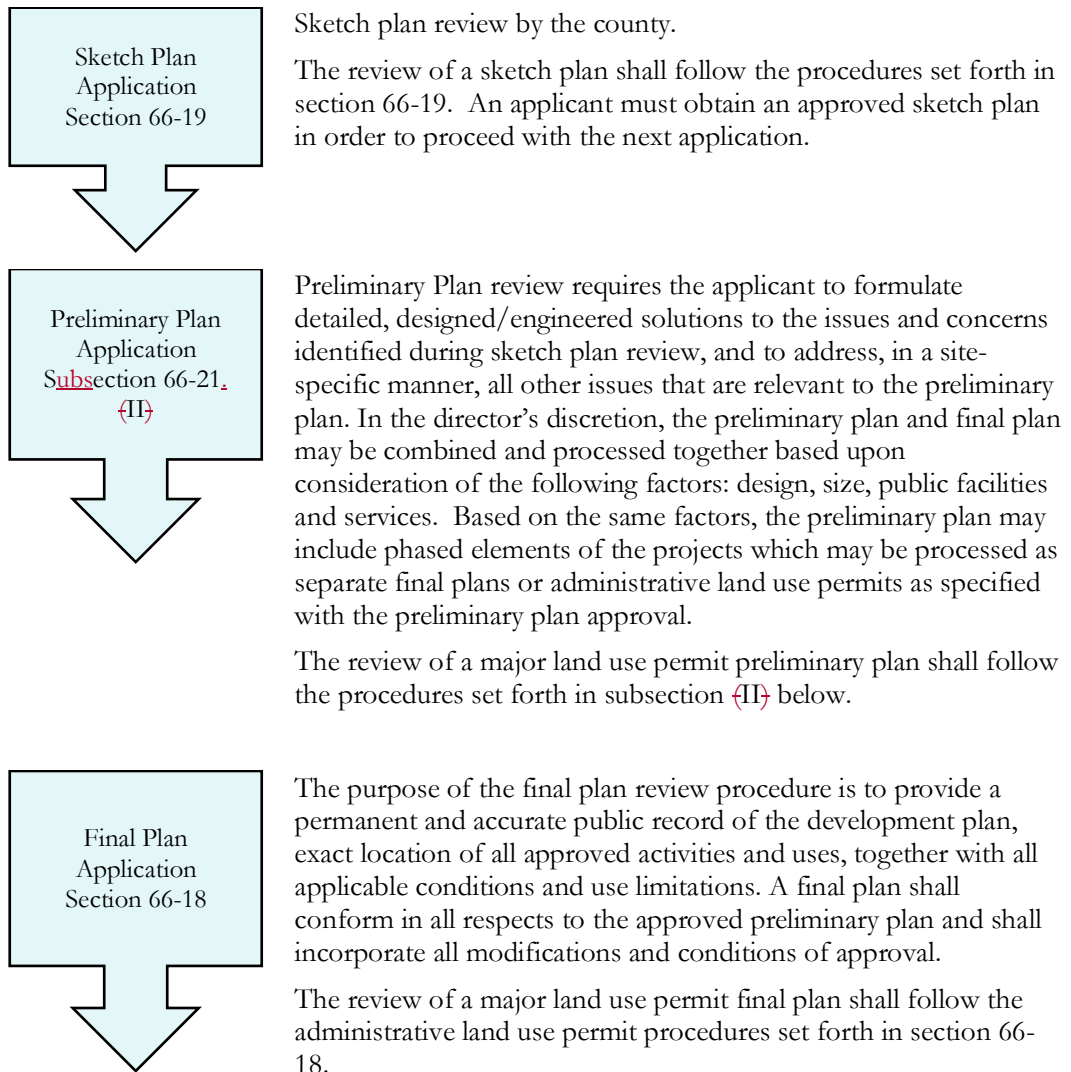 Sketch Plan
Application
Section 66-19
Sketch plan review by the county.
The review of a sketch plan shall follow the procedures set forth in
section 66-19.  An applicant must obtain an approved sketch plan
in order to proceed with the next application.
Preliminary Plan
Application
Subsection 66-21.
(II)
Preliminary Plan review requires the applicant to formulate
detailed, designed/engineered solutions to the issues and concerns
identified during sketch plan review, and to address, in a site-
specific manner, all other issues that are relevant to the preliminary
plan. In the director’s discretion, the preliminary plan and final plan
may be combined and processed together based upon
consideration of the following factors: design, size, public facilities
and services.  Based on the same factors, the preliminary plan may
include phased elements of the projects which may be processed as
separate final plans or administrative land use permits as specified
with the preliminary plan approval.
The review of a major land use permit preliminary plan shall follow
the procedures set forth in subsection (II) below.
Final Plan
Application
Section 66-18
The purpose of the final plan review procedure is to provide a
permanent and accurate public record of the development plan,
exact location of all approved activities and uses, together with all
applicable conditions and use limitations. A final plan shall
conform in all respects to the approved preliminary plan and shall
incorporate all modifications and conditions of approval.
The review of a major land use permit final plan shall follow the
administrative land use permit procedures set forth in section 66-
18.